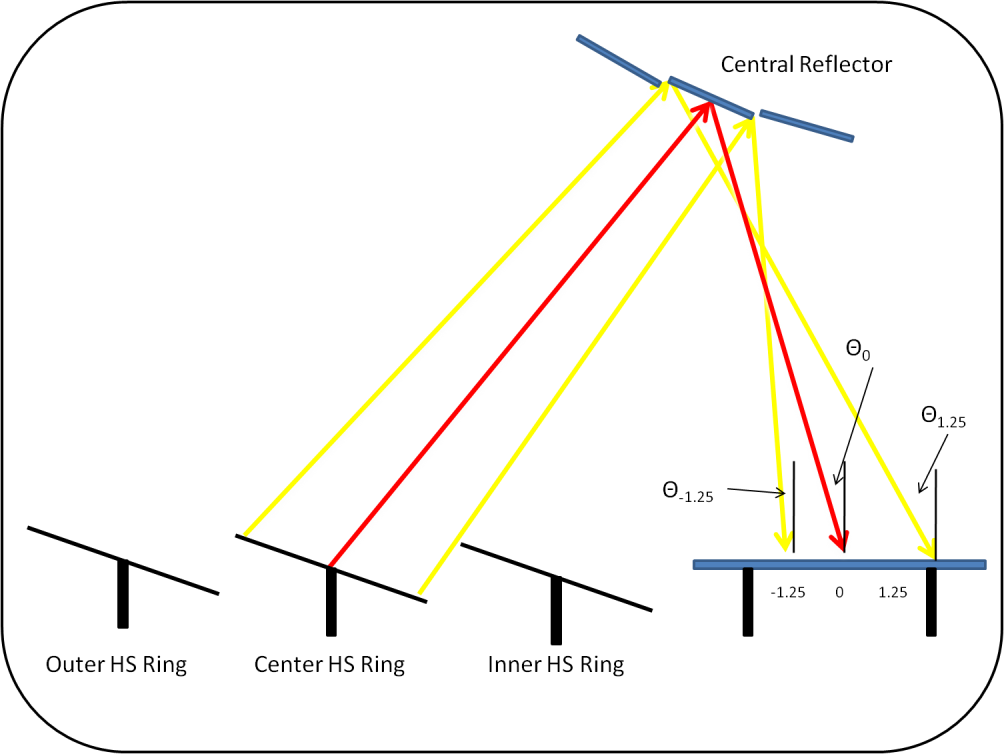 Central Reflector
Θ0
Θ1.25
Θ-1.25
-1.25 0 1.25
Outer HS Ring
Center HS Ring
Inner HS Ring